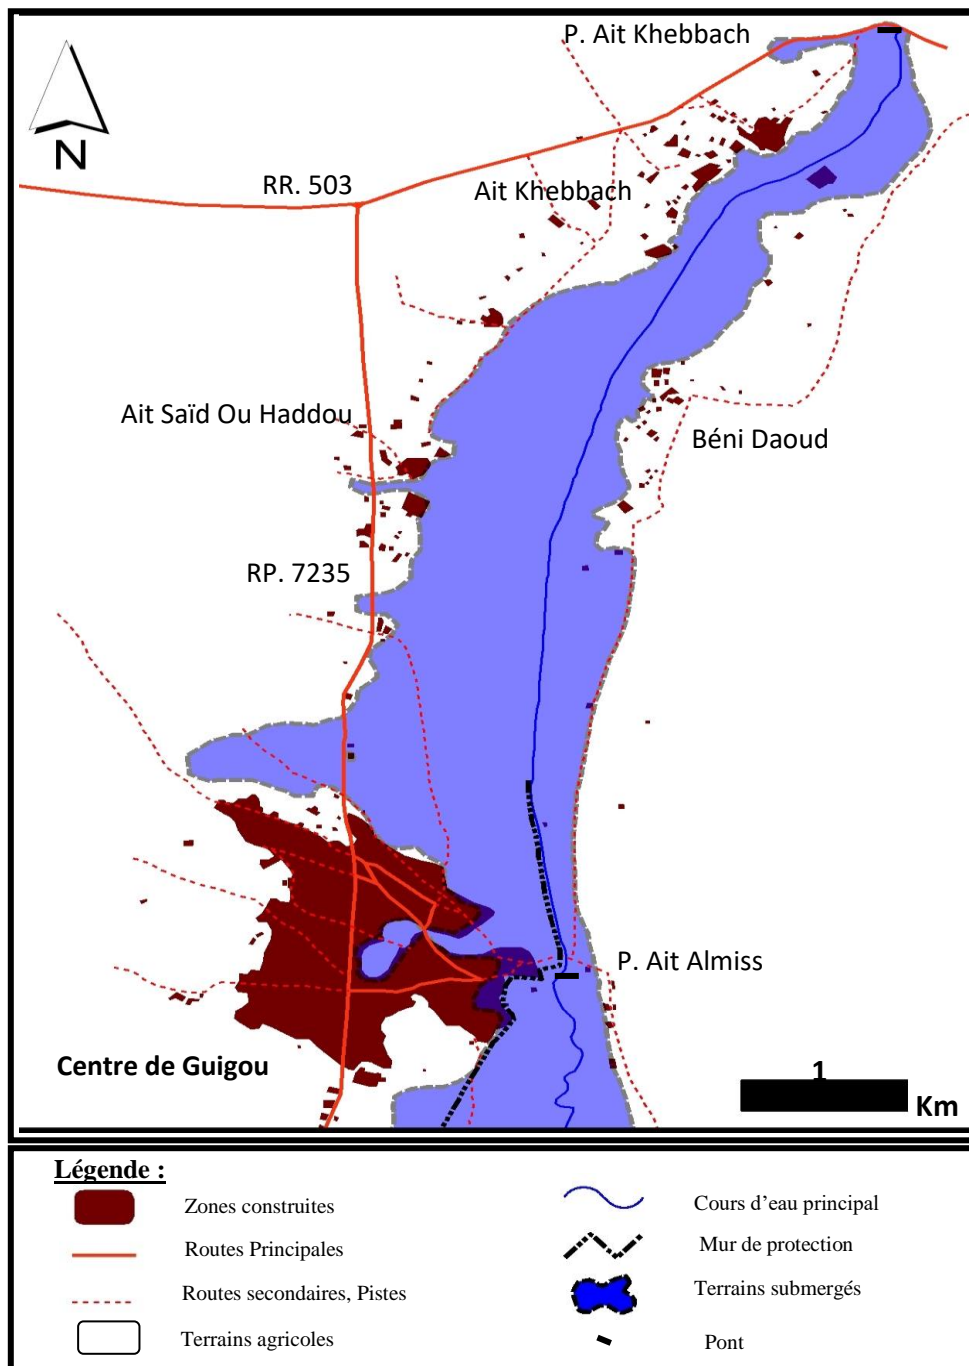 P. Ait Khebbach
N
RR. 503
Ait Khebbach
Ait Saïd Ou Haddou
Béni Daoud
RP. 7235
P. Ait Almiss
Centre de Guigou
1
Km
Légende :
Zones construites
Cours d’eau principal
Routes Principales
Mur de protection
Routes secondaires, Pistes
Terrains submergés
Terrains agricoles
Pont